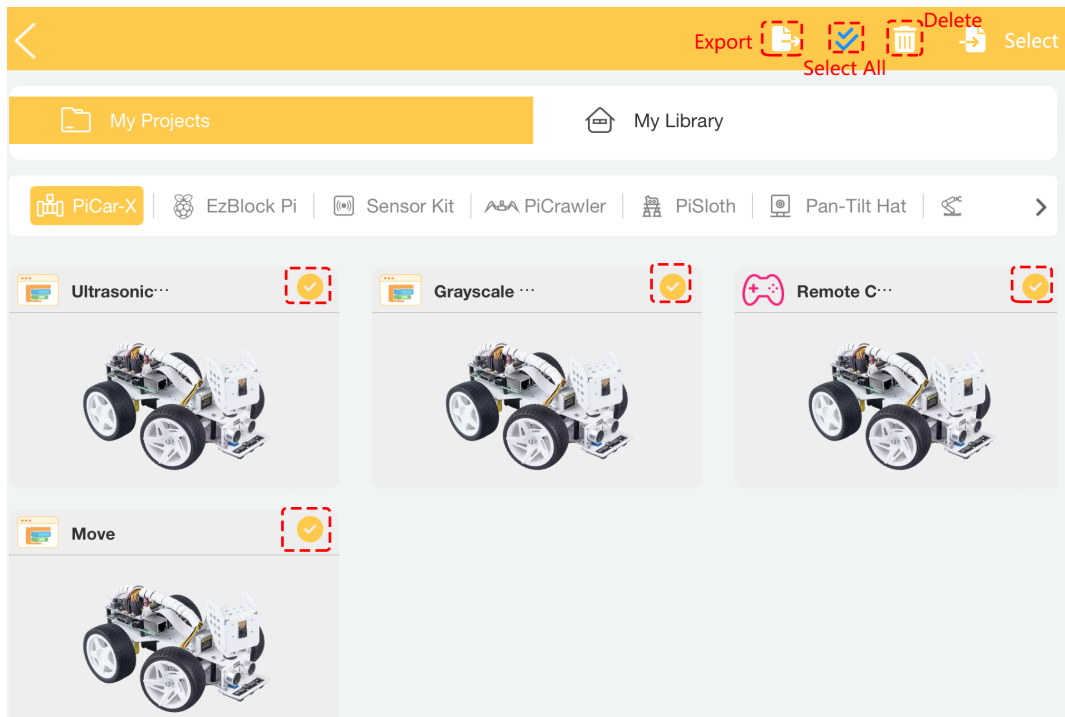 Delete
Export
Select
Select All
My Projects
My Library
PiCar-X
EzBlock Pi
Sensor Kit
PiCrawler
PiSloth
Pan-Tilt Hat
Ultrasonic···
Grayscale ···
Remote C···
Move